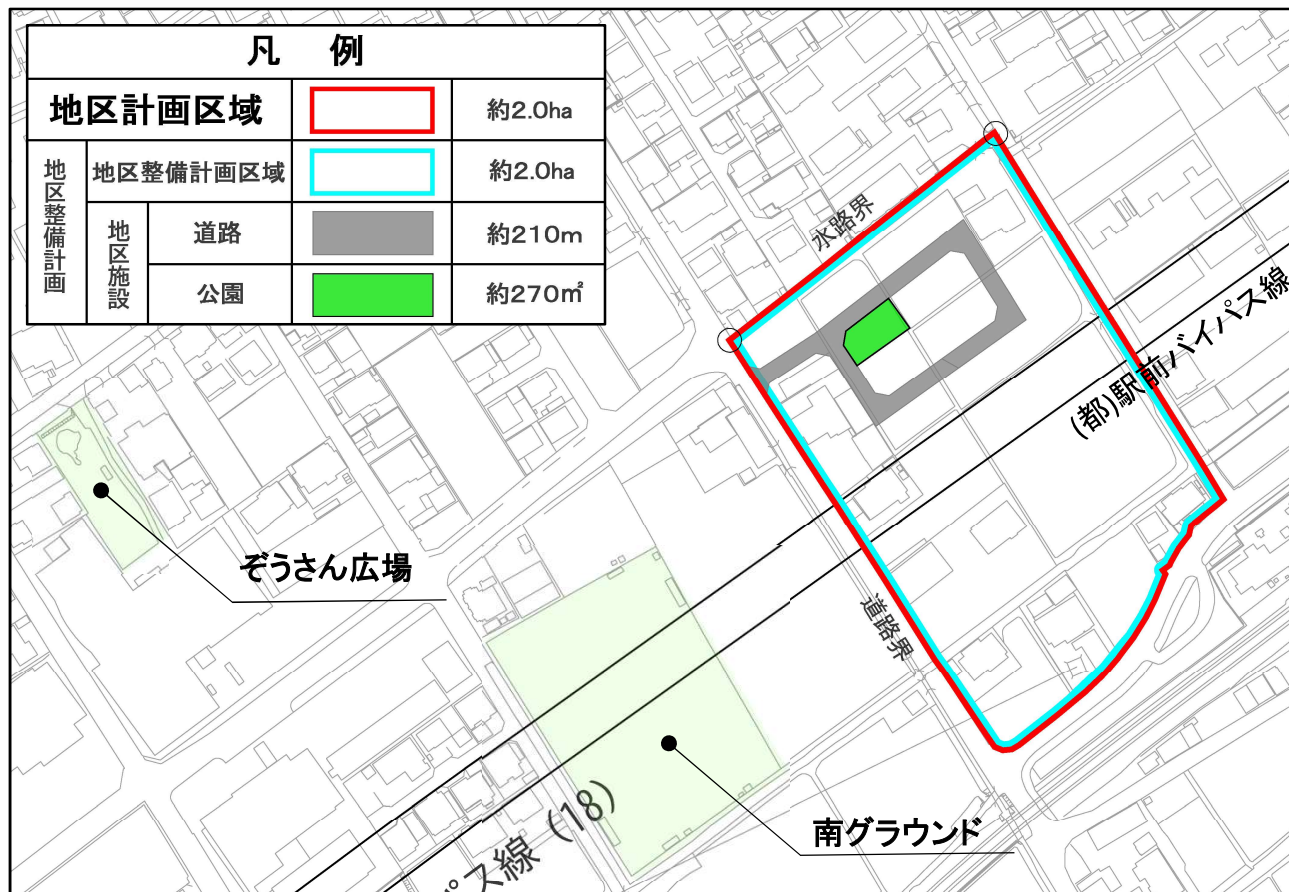 凡 例
地区計画区域 約2.0ha
地区整備計画
地区整備計画区域 約2.0ha
地区施設
道路 約210m
公園 約270㎡
水路界
(都)駅前バイパス線
道路界
ぞうさん広場
南グラウンド
パス線 (18)